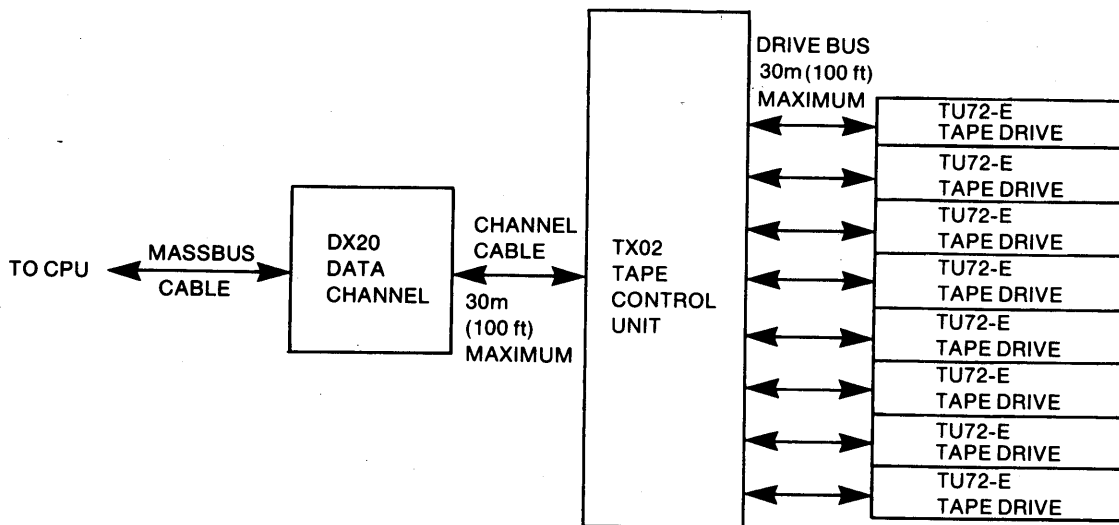 TO CPU
MASSBUS
CABLE
DX20
DATA
CHANNEL
CHANNEL
CABLE
30m
(100 ft)
MAXIMUM
TX02
TAPE
CONTROL
UNIT
DRIVE BUS
30m (100 ft)
MAXIMUM
TU72-E
TAPE DRIVE
TU72-E
TAPE DRIVE
TU72-E
TAPE DRIVE
TU72-E
TAPE DRIVE
TU72-E
TAPE DRIVE
TU72-E
TAPE DRIVE
TU72-E
TAPE DRIVE
TU72-E
TAPE DRIVE